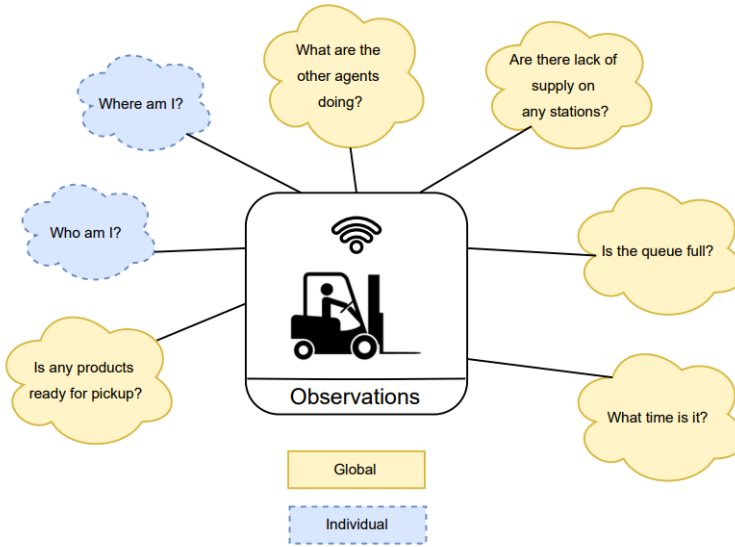 What are the
other agents
doing?
Are there lack of
supply on
any stations?
Where am I?
Who am I?
Is the queue full?
Is any products
ready for pickup?
What time is it?
Observations
Global
Individual